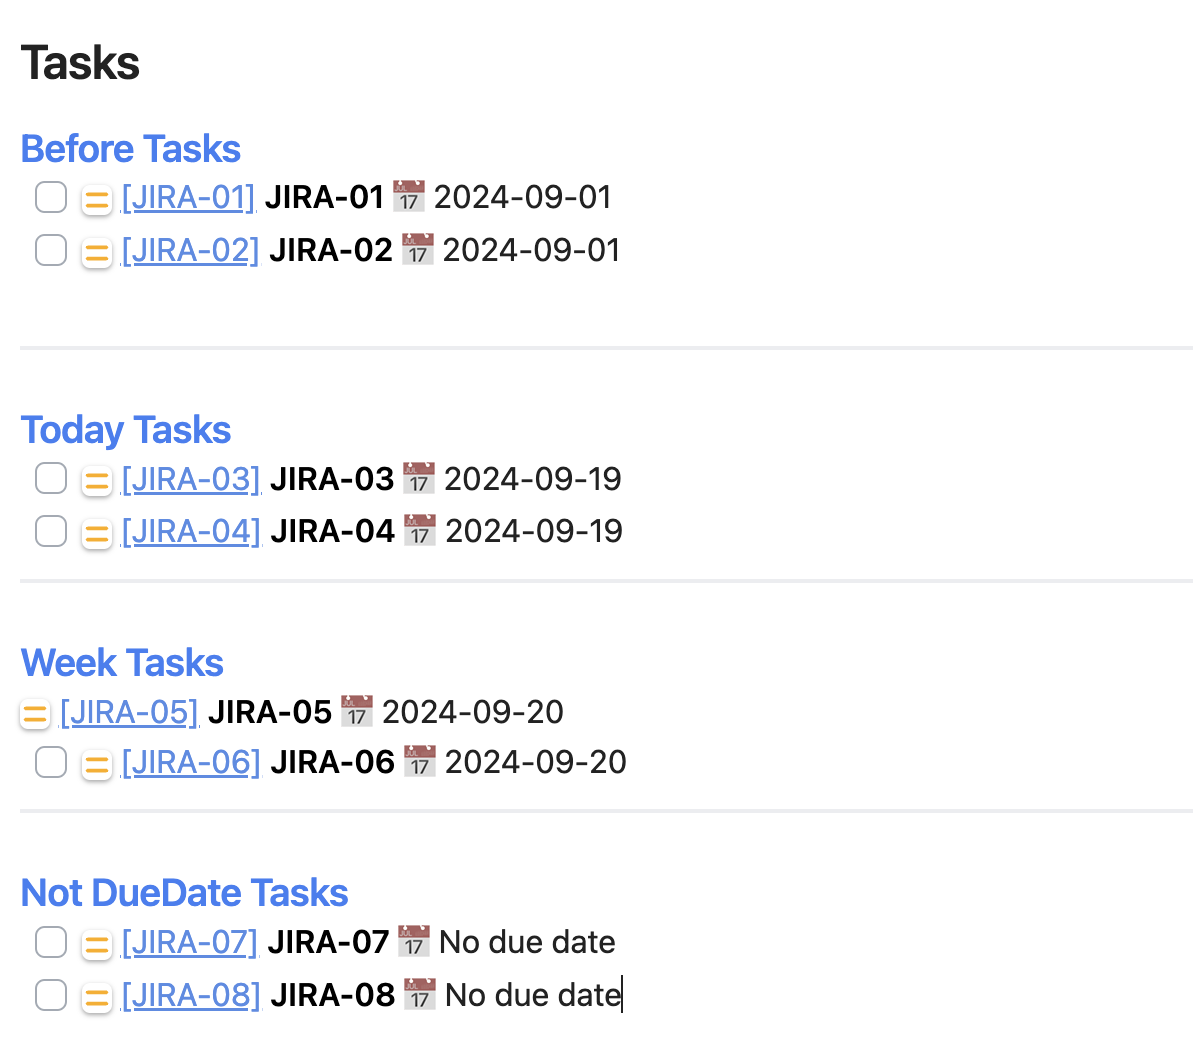 Tasks
Before Tasks
[JIRA-01] JIRA-01 📅 2024-09-01
[JIRA-02] JIRA-02 📅 2024-09-01
Today Tasks
[JIRA-03] JIRA-03 📅 2024-09-19
[JIRA-04] JIRA-04 📅 2024-09-19
Week Tasks
[JIRA-05] JIRA-05 📅 2024-09-20
[JIRA-06] JIRA-06 📅 2024-09-20
Not DueDate Tasks
[JIRA-07] JIRA-07 📅 No due date
[JIRA-08] JIRA-08 📅 No due date